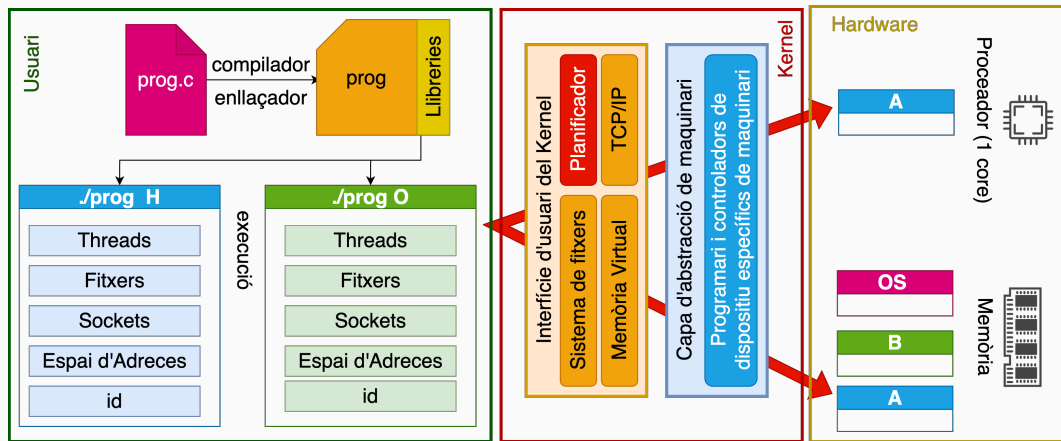 Usuari
prog.c
compilador
enllaçador
prog
Llibreries
./prog H
Threads
Fitxers
Sockets
Espai d'Adreces
id
execució
./prog O
Threads
Fitxers
Sockets
Espai d'Adreces
id
Kernel
Interfície d'usuari del Kernel
Planificador
TCP/IP
Sistema de fitxers
Memòria Virtual
Capa d'abstracció de maquinari
Programari i controladors de
dispositiu específics de maquinari
Hardware
A
Proceador (1 core)
OS
B
A
Memòria